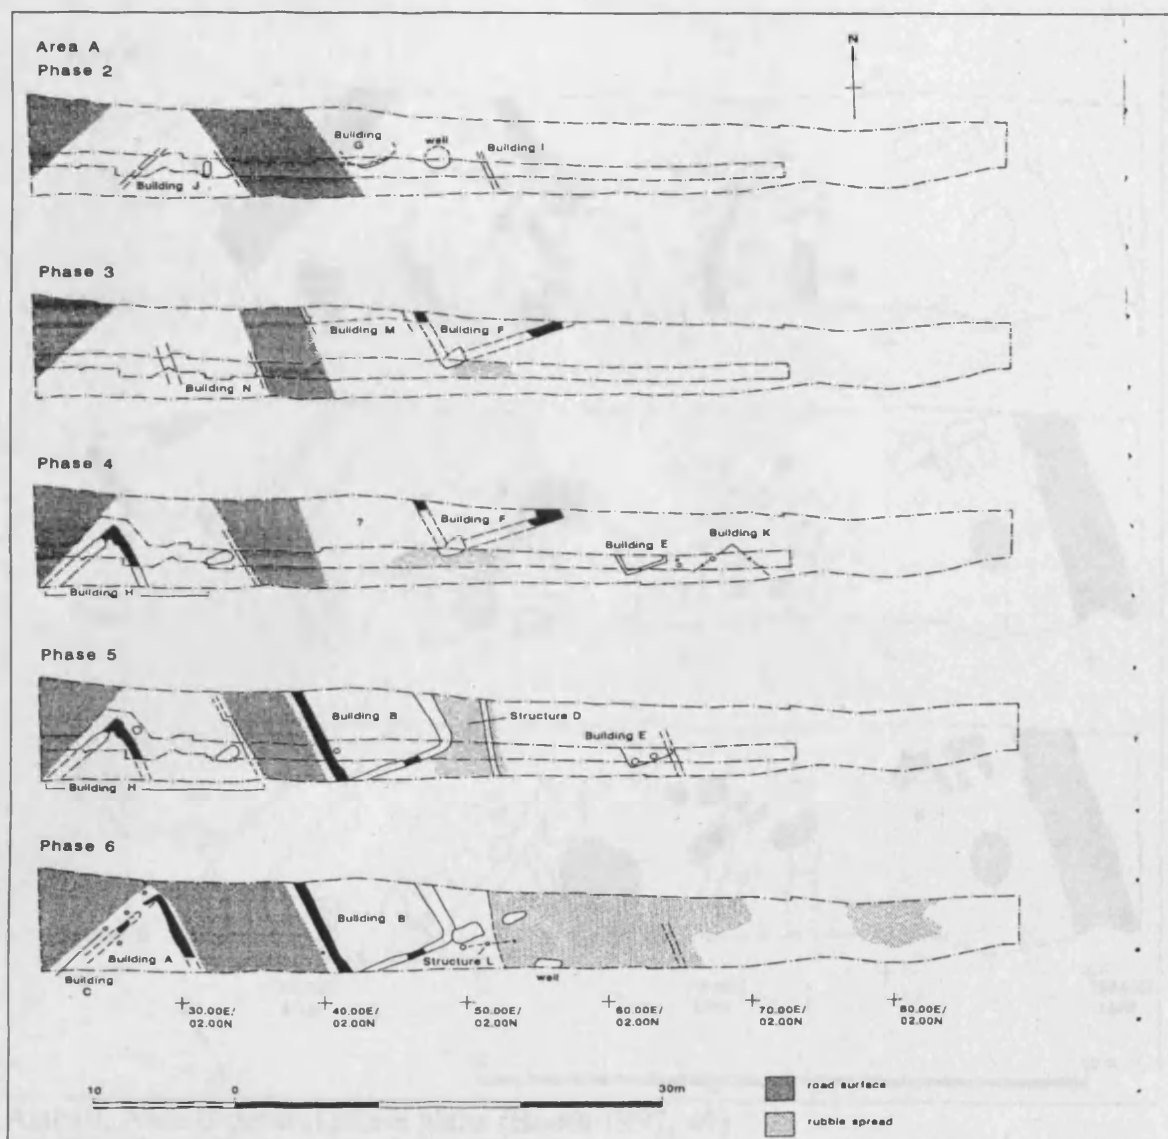 Area A
Phase 2
N
Building
G
well
Building I
Building J
Phase 3
Building M
Building F
Building N
Phase 4
?
Building F
Building E
Building K
Building H
Phase 5
Building B
Structure D
Building E
Building H
Phase 6
Building B
Building A
Structure L
Building
C
well
30.00E/
02.00N
40.00E/
02.00N
50.00E/
02.00N
60.00E/
02.00N
70.00E/
02.00N
80.00E/
02.00N
10
0
30m
road surface
rubble spread